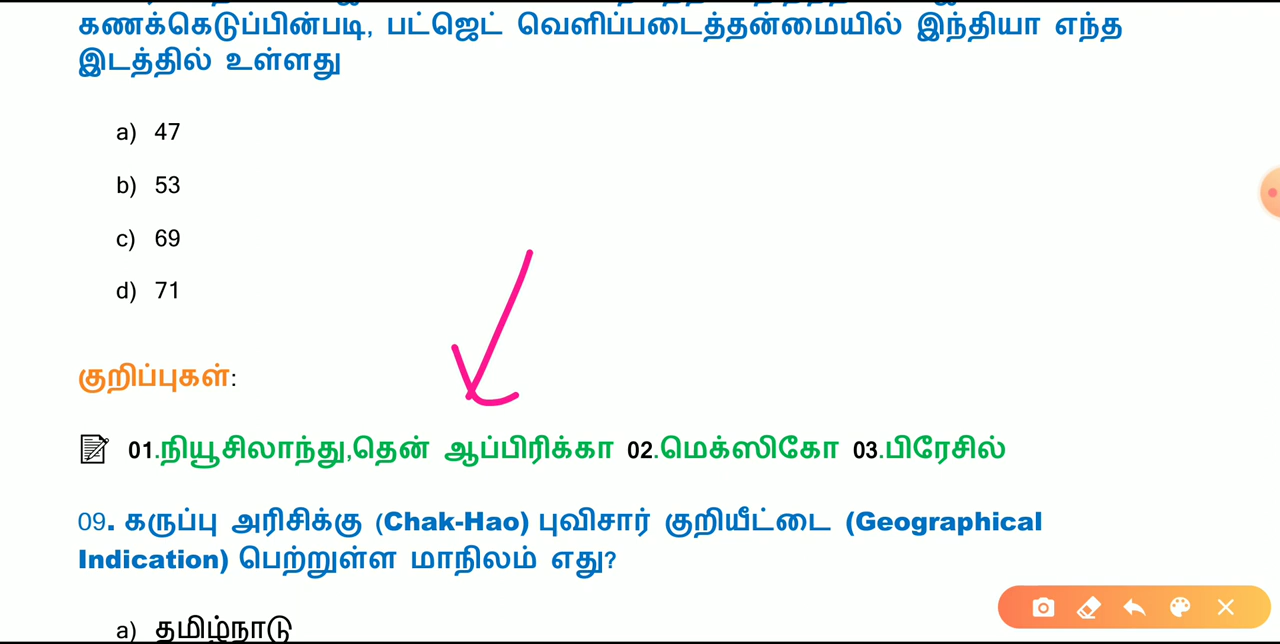 கணக்கெடுப்பின்படி, பட்ஜெட் வெளிப்படைத்தன்மையில் இந்தியா எந்த
இடத்தில் உள்ளது
a) 47
b) 53
c) 69
d) 71
குறிப்புகள்:
01.நியூசிலாந்து,தென் ஆப்பிரிக்கா 02.மெக்ஸிகோ 03.பிரேசில்
09. கருப்பு அரிசிக்கு (Chak-Hao) புவிசார் குறியீட்டை (Geographical
Indication) பெற்றுள்ள மாநிலம் எது?
a) தமிழ்நாடு